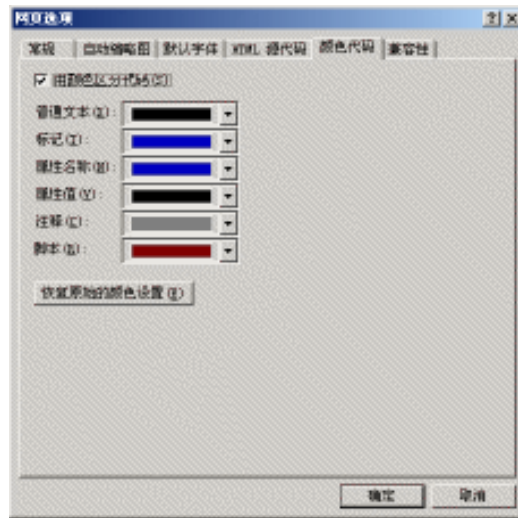 网页选项
常规 自动缩略图 默认字体 HTML 源代码 颜色代码 兼容性
用颜色区分代码(S)
普通文本(X):
标记(T):
属性名称(N):
属性值(V):
注释(C):
脚本(R):
恢复原始的颜色设置(E)
确定 取消